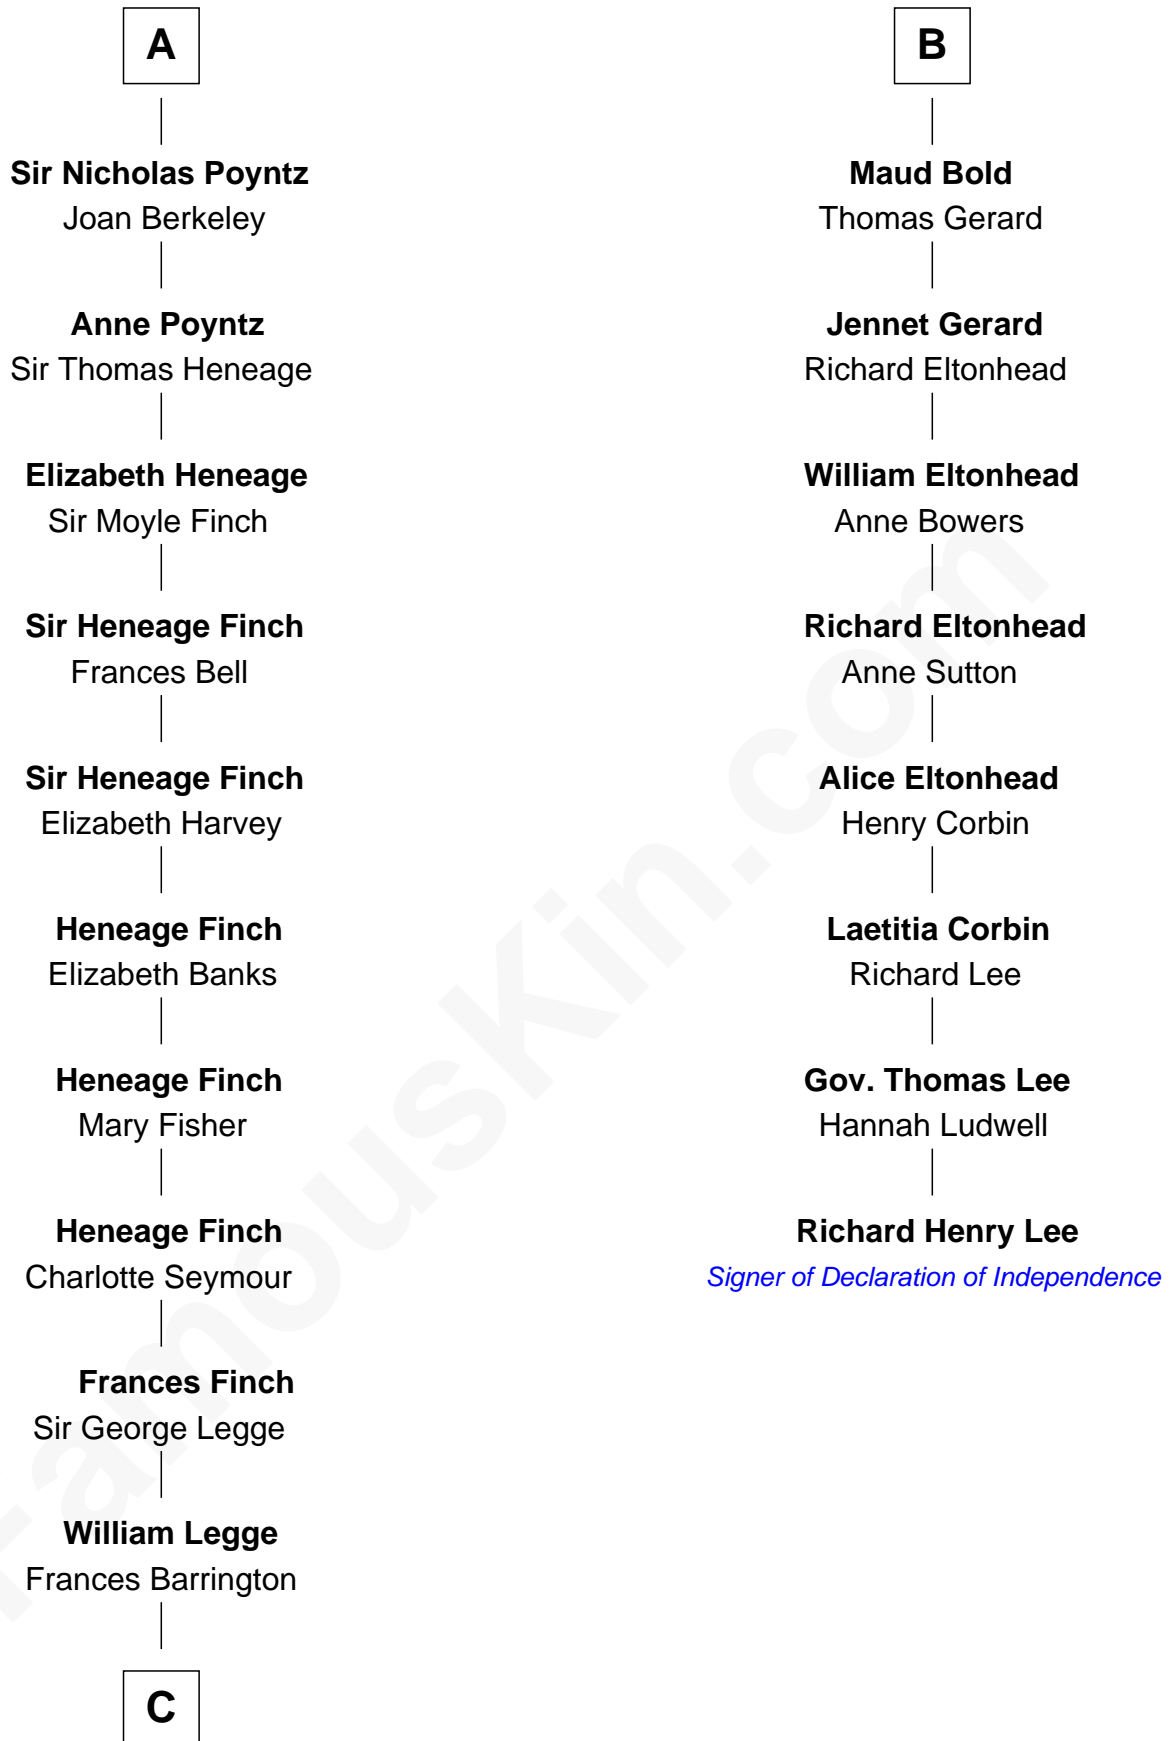 A
Sir Nicholas Poyntz
Joan Berkeley
Anne Poyntz
Sir Thomas Heneage
Elizabeth Heneage
Sir Moyle Finch
Sir Heneage Finch
Frances Bell
Sir Heneage Finch
Elizabeth Harvey
Heneage Finch
Elizabeth Banks
Heneage Finch
Mary Fisher
Heneage Finch
Charlotte Seymour
Frances Finch
Sir George Legge
William Legge
Frances Barrington
C
B
Maud Bold
Thomas Gerard
Jennet Gerard
Richard Eltonhead
William Eltonhead
Anne Bowers
Richard Eltonhead
Anne Sutton
Alice Eltonhead
Henry Corbin
Laetitia Corbin
Richard Lee
Gov. Thomas Lee
Hannah Ludwell
Richard Henry Lee
Signer of Declaration of Independence
FamousKin.com